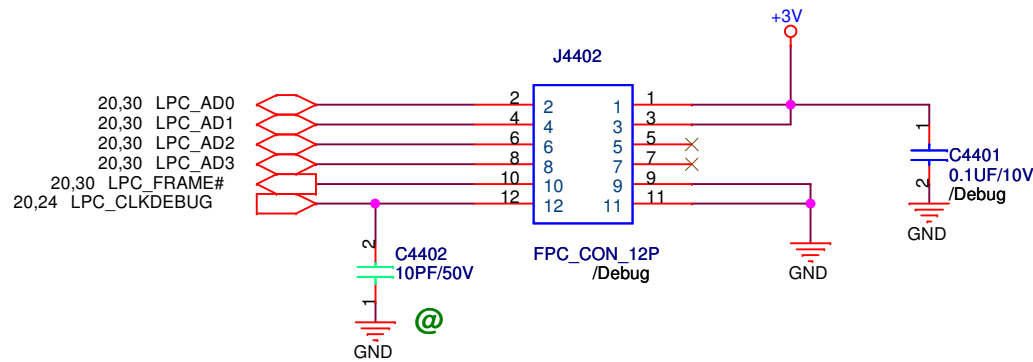 +3V
J4402
20,30 LPC_AD0 2 2 1 1
20,30 LPC_AD1 4 4 3 3
20,30 LPC_AD2 6 6 5 5
20,30 LPC_AD3 8 8 7 7
20,30 LPC_FRAME# 10 10 9 9
20,24 LPC_CLKDEBUG 12 12 11 11
1
C4401
0.1UF/10V
/Debug
2
GND
FPC_CON_12P
/Debug
GND
2
C4402
10PF/50V
1
@
GND